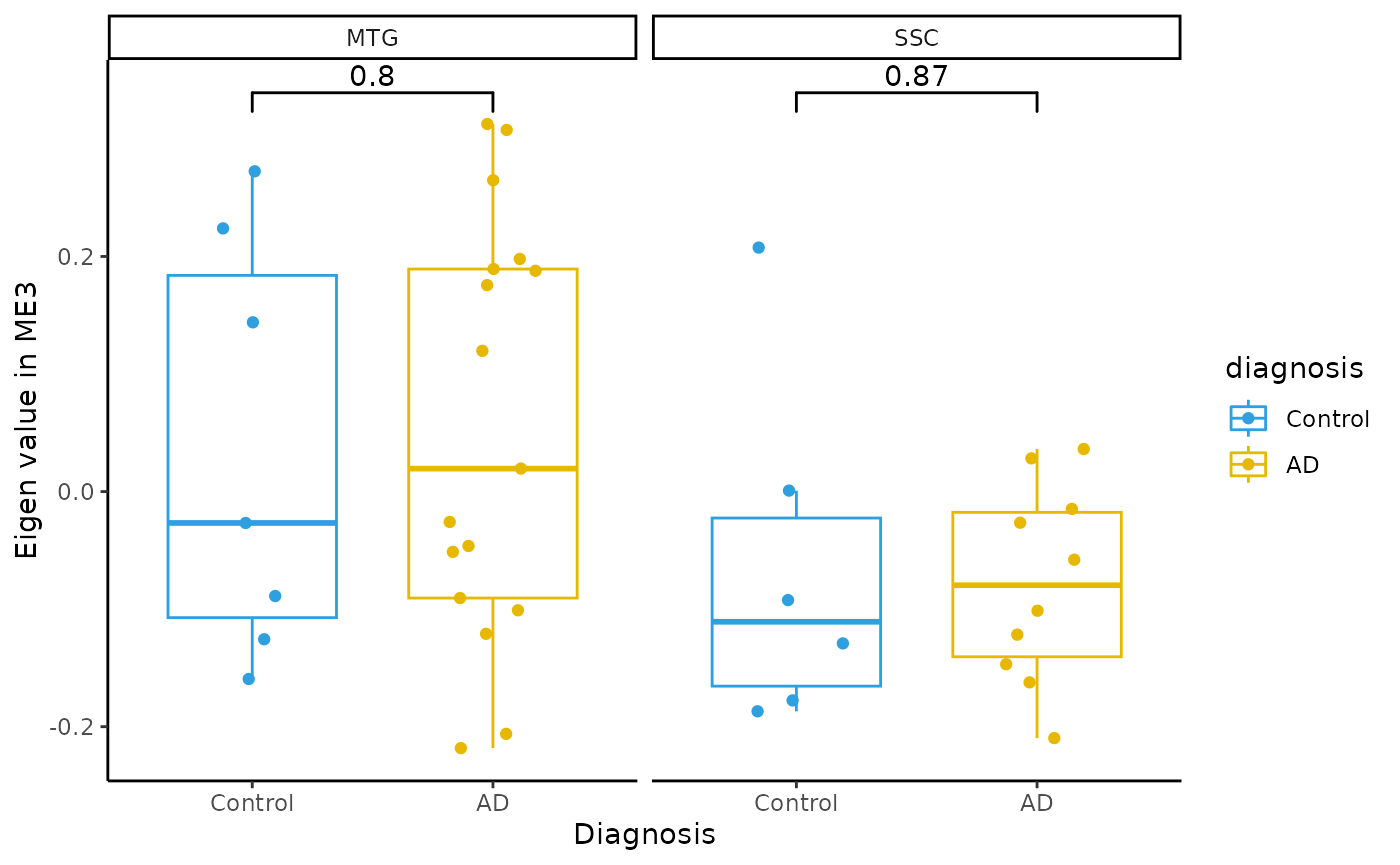 MTG
SSC
0.8
0.87
0.2
0.0
-0.2
Eigen value in ME3
Control
AD
Control
AD
Diagnosis
diagnosis
Control
AD